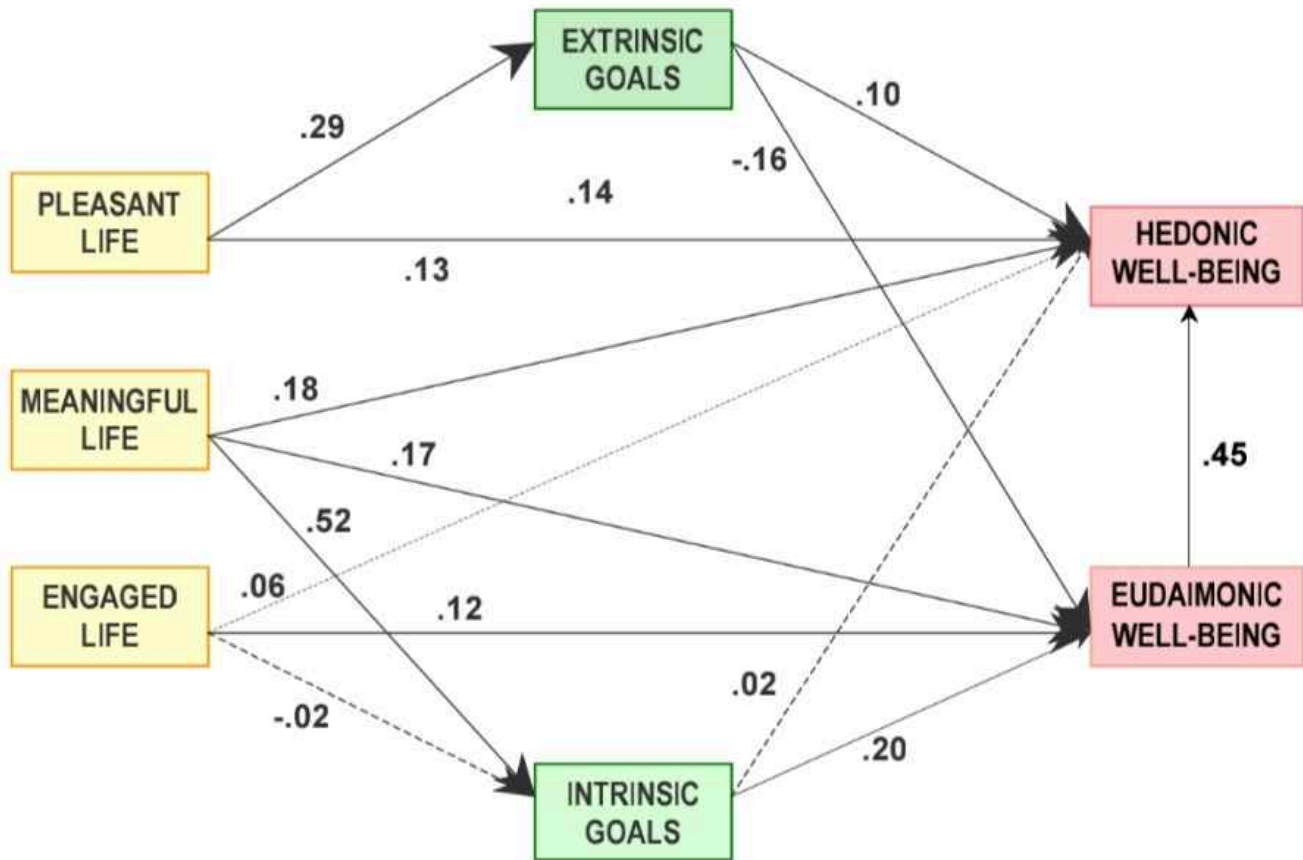 EXTRINSIC
GOALS
.10
.29
-.16
PLEASANT
LIFE
.14
HEDONIC
WELL-BEING
.13
MEANINGFUL
LIFE
.18
.17
.45
.52
ENGAGED
LIFE
.06
.12
EUDAIMONIC
WELL-BEING
.02
-.02
.20
INTRINSIC
GOALS